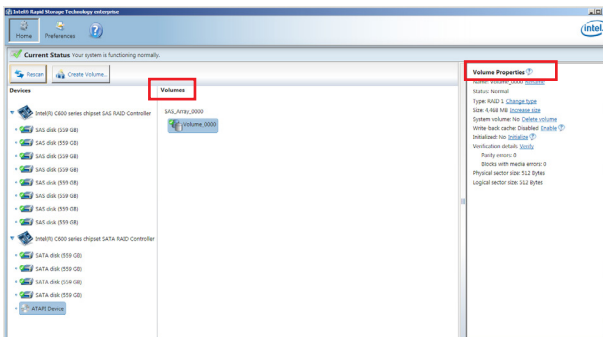 Intel® Rapid Storage Technology enterprise
Home
Preferences
intel
Current Status Your system is functioning normally.
Rescan
Create Volume...
Devices
Intel(R) C600 series chipset SAS RAID Controller
SAS disk (559 GB)
SAS disk (559 GB)
SAS disk (559 GB)
SAS disk (559 GB)
SAS disk (559 GB)
SAS disk (559 GB)
SAS disk (559 GB)
SAS disk (559 GB)
Intel(R) C600 series chipset SATA RAID Controller
SATA disk (559 GB)
SATA disk (559 GB)
SATA disk (559 GB)
SATA disk (559 GB)
ATAPI Device
Volumes
SAS_Array_0000
Volume_0000
Volume Properties ?
Name: Volume_0000 Rename
Status: Normal
Type: RAID 1 Change type
Size: 4,468 MB Increase size
System volume: No Delete volume
Write back cache: Disabled Enable ?
Initialized: No Initialize ?
Verification details Verify
Parity errors: 0
Blocks with media errors: 0
Physical sector size: 512 Bytes
Logical sector size: 512 Bytes